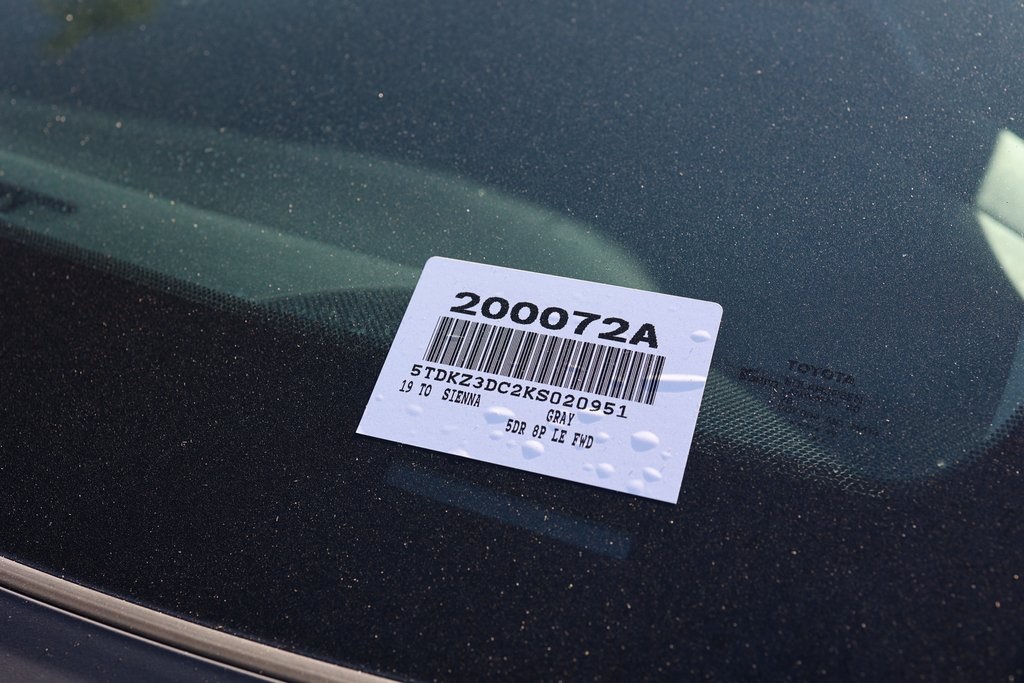 200072A
5TDKZ3DC2KS020951
19 TO SIENNA
GRAY
5DR 8P LE FWD
TOYOTA